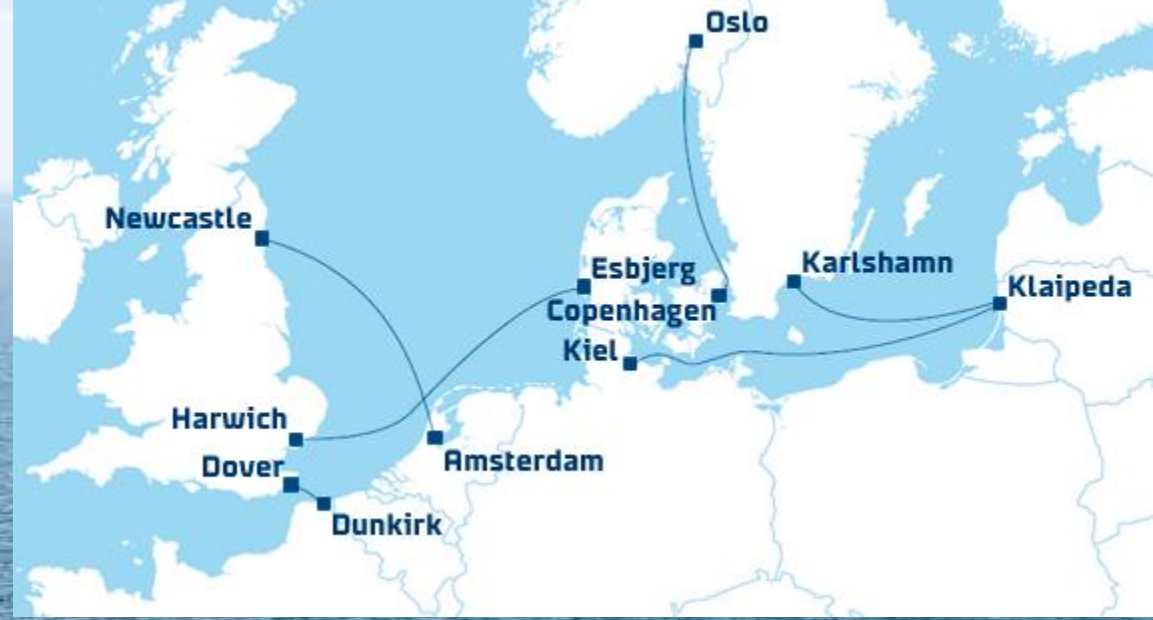 Oslo
Newcastle
Esbjerg
Karlshamn
Klaipeda
Copenhagen
Kiel
Harwich
Dover
Amsterdam
Dunkirk